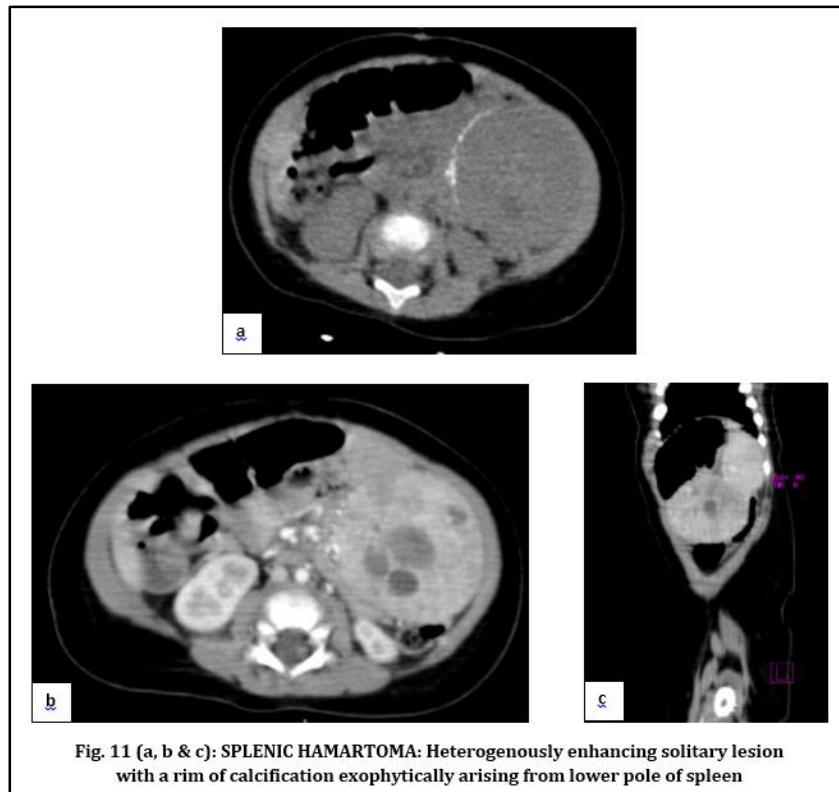 a
b
c
Fig. 11 (a, b & c): SPLENIC HAMARTOMA: Heterogenously enhancing solitary lesion
with a rim of calcification exophytically arising from lower pole of spleen